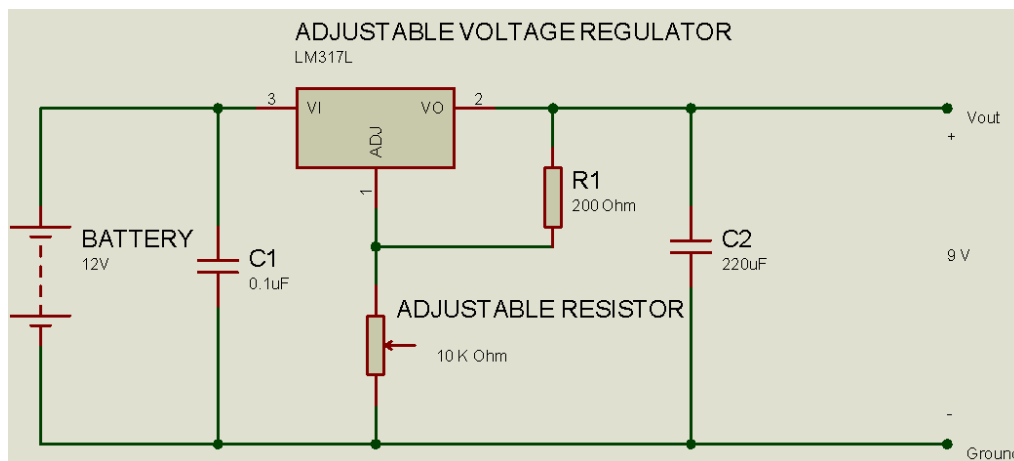 ADJUSTABLE VOLTAGE REGULATOR
LM317L
3
VI
VO
2
ADJ
1
Vout
+
R1
200 Ohm
BATTERY
12V
C1
0.1uF
C2
220uF
9 V
ADJUSTABLE RESISTOR
10 K Ohm
-
Ground